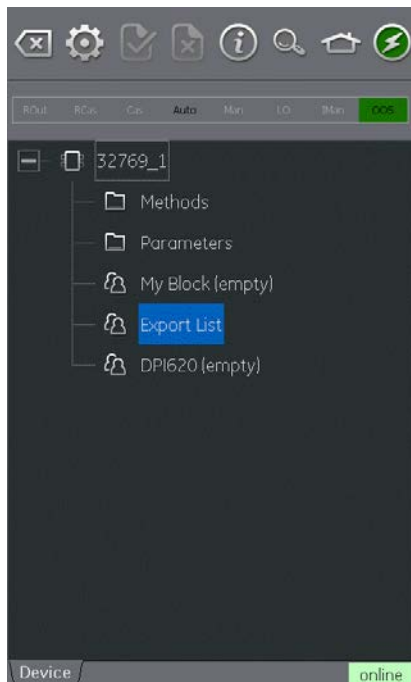 ROut RCas Cas Auto Man LO IMan OOS
32769_1
Methods
Parameters
My Block (empty)
Export List
DPI620 (empty)
Device
online